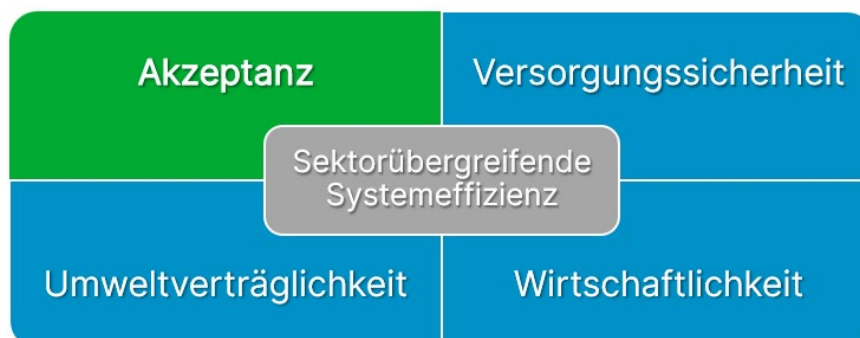 Akzeptanz
Versorgungssicherheit
Sektorübergreifende
Systemeffizienz
Umweltverträglichkeit
Wirtschaftlichkeit